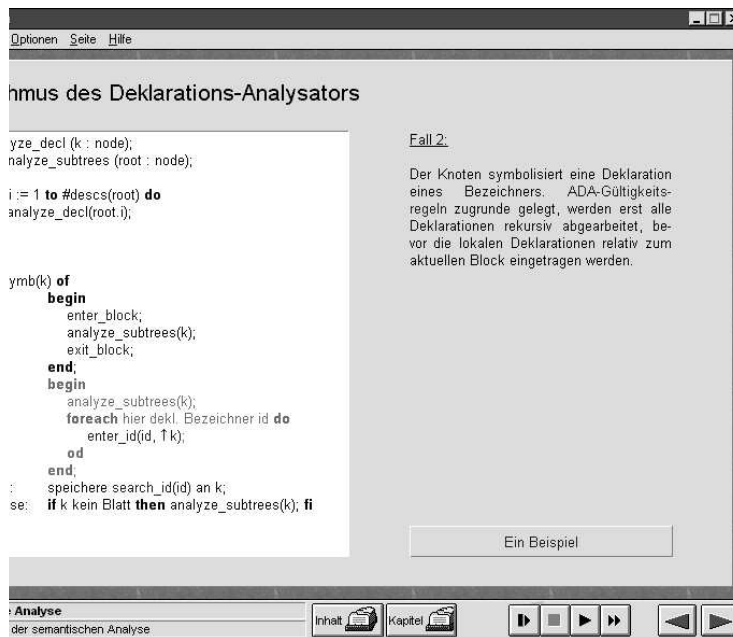 Optionen Seite Hilfe
hmus des Deklarations-Analysators
yze_decl (k : node);
nalyze_subtrees (root : node);
i := 1 to #descs(root) do
analyze_decl(root.i);
ymb(k) of
begin
enter_block;
analyze_subtrees(k);
exit_block;
end;
begin
analyze_subtrees(k);
foreach hier dekl. Bezeichner id do
enter_id(id, ↑k);
od
end;
: speichere search_id(id) an k;
se: if k kein Blatt then analyze_subtrees(k); fi
Fall 2:
Der Knoten symbolisiert eine Deklaration
eines Bezeichners. ADA-Gültigkeits-
regeln zugrunde gelegt, werden erst alle
Deklarationen rekursiv abgearbeitet, be-
vor die lokalen Deklarationen relativ zum
aktuellen Block eingetragen werden.
Ein Beispiel
e Analyse
der semantischen Analyse
Inhalt
Kapitel